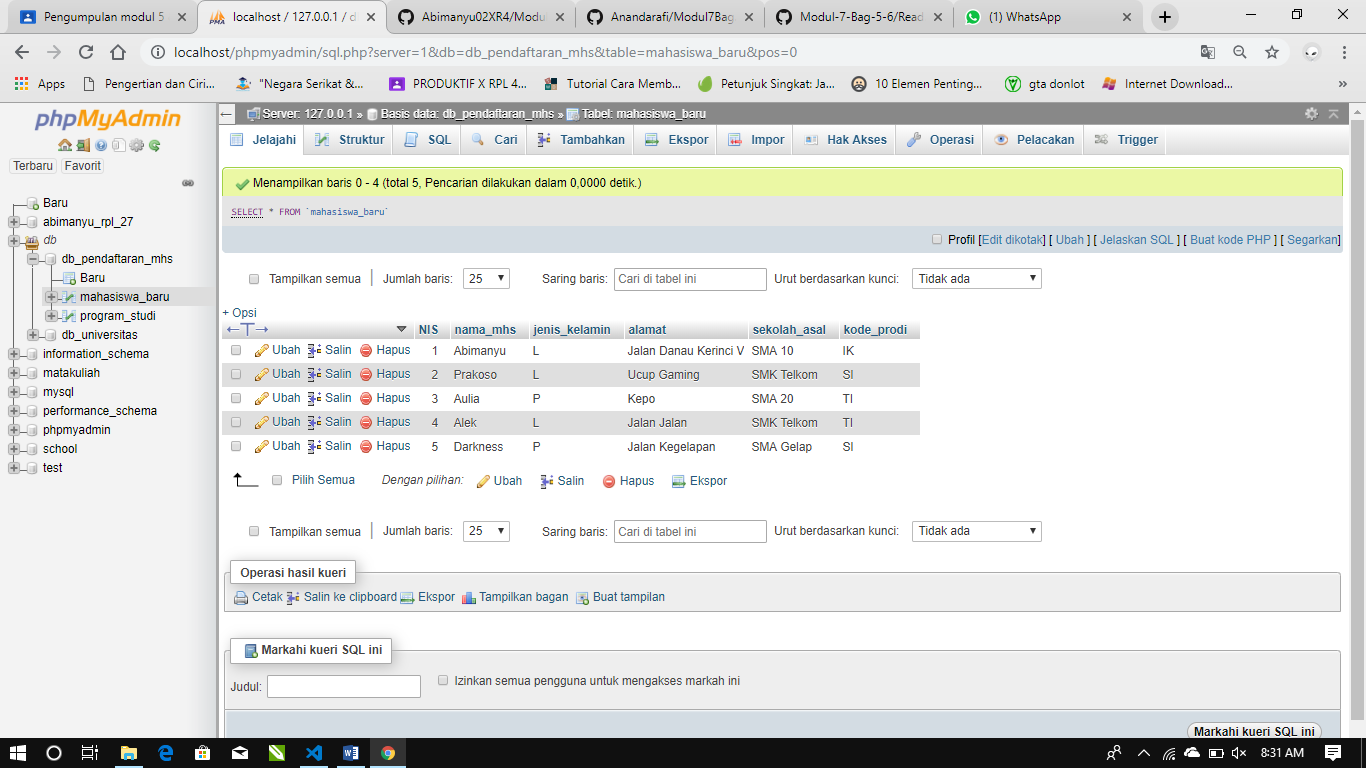 Pengumpulan modul 5
localhost / 127.0.0.1 / d
Abimanyu02XR4/Modul
Anandarafi/Modul7Bag
Modul-7-Bag-5-6/Read
(1) WhatsApp
localhost/phpmyadmin/sql.php?server=1&db=db_pendaftaran_mhs&table=mahasiswa_baru&pos=0
Apps
Pengertian dan Ciri...
"Negara Serikat &...
PRODUKTIF X RPL 4...
Tutorial Cara Memb...
Petunjuk Singkat: Ja...
10 Elemen Penting...
gta donlot
Internet Download...
»
phpMyAdmin
Terbaru Favorit
Baru
abimanyu_rpl_27
db
db_pendaftaran_mhs
Baru
mahasiswa_baru
program_studi
db_universitas
information_schema
matakuliah
mysql
performance_schema
phpmyadmin
school
test
Server: 127.0.0.1 » Basis data: db_pendaftaran_mhs » Tabel: mahasiswa_baru
Jelajahi Struktur SQL Cari Tambahkan Ekspor Impor Hak Akses Operasi Pelacakan Trigger
Menampilkan baris 0 - 4 (total 5, Pencarian dilakukan dalam 0,0000 detik.)
SELECT * FROM `mahasiswa_baru`
Profil [Edit dikotak] [ Ubah ] [ Jelaskan SQL ] [ Buat kode PHP ] [ Segarkan]
Tampilkan semua | Jumlah baris: 25 Saring baris: Cari di tabel ini Urut berdasarkan kunci: Tidak ada
+ Opsi
←T→ NIS nama_mhs jenis_kelamin alamat sekolah_asal kode_prodi
Ubah Salin Hapus 1 Abimanyu L Jalan Danau Kerinci V SMA 10 IK
Ubah Salin Hapus 2 Prakoso L Ucup Gaming SMK Telkom SI
Ubah Salin Hapus 3 Aulia P Kepo SMA 20 TI
Ubah Salin Hapus 4 Alek L Jalan Jalan SMK Telkom TI
Ubah Salin Hapus 5 Darkness P Jalan Kegelapan SMA Gelap SI
Pilih Semua Dengan pilihan: Ubah Salin Hapus Ekspor
Tampilkan semua | Jumlah baris: 25 Saring baris: Cari di tabel ini Urut berdasarkan kunci: Tidak ada
Operasi hasil kueri
Cetak Salin ke clipboard Ekspor Tampilkan bagan Buat tampilan
Markahi kueri SQL ini
Judul: Izinkan semua pengguna untuk mengakses markah ini
Markahi kueri SQL ini
8:31 AM